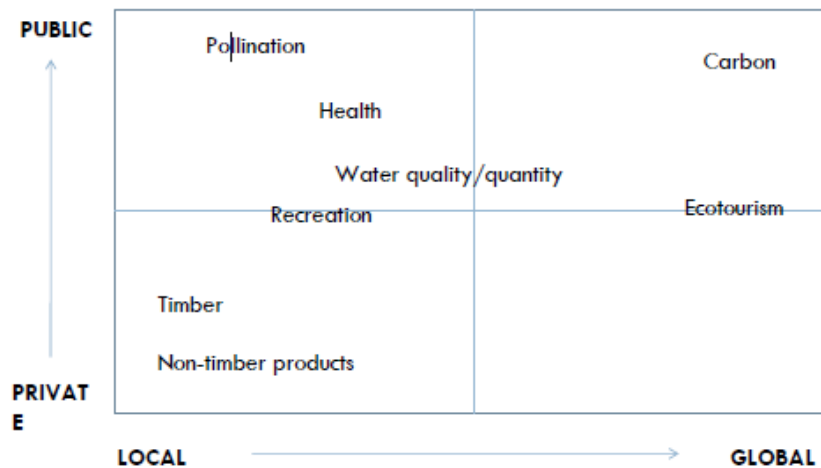 PUBLIC
Pollination
Carbon
Health
Water quality/quantity
Recreation
Ecotourism
Timber
Non-timber products
PRIVAT
E
LOCAL
GLOBAL